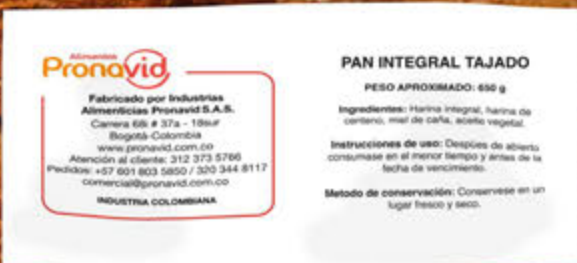 Alimentos
Pronavid
Fabricado por Industrias
Alimenticias Pronavid S.A.S.
Carrera 68i # 37a - 18sur
Bogotá-Colombia
www.pronavid.com.co
Atención al cliente: 312 373 5766
Pedidos: +57 601 803 5850 / 320 344 8117
comercial@pronavid.com.co
INDUSTRIA COLOMBIANA
PAN INTEGRAL TAJADO
PESO APROXIMADO: 650 g
Ingredientes: Harina integral, harina de
centeno, miel de caña, aceite vegetal.
Instrucciones de uso: Despúes de abierto
consumase en el menor tiempo y antes de la
fecha de vencimiento.
Metodo de conservación: Conservese en un
lugar fresco y seco.